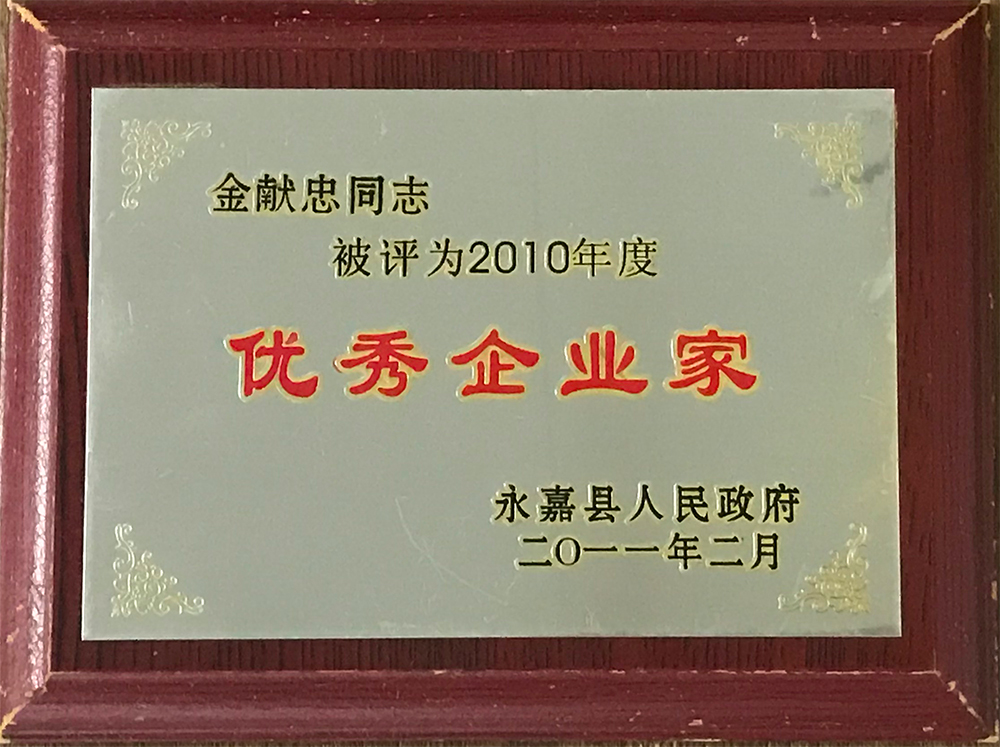 金献忠同志
被评为2010年度
优秀企业家
永嘉县人民政府
二〇一一年二月